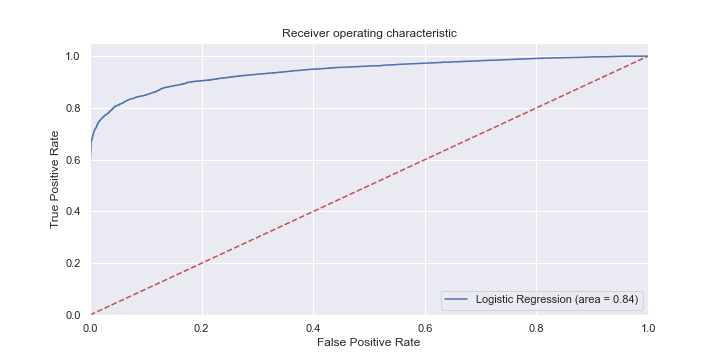 Receiver operating characteristic
1.0
0.8
0.6
0.4
0.2
0.0
True Positive Rate
Logistic Regression (area = 0.84)
0.0 0.2 0.4 0.6 0.8 1.0
False Positive Rate